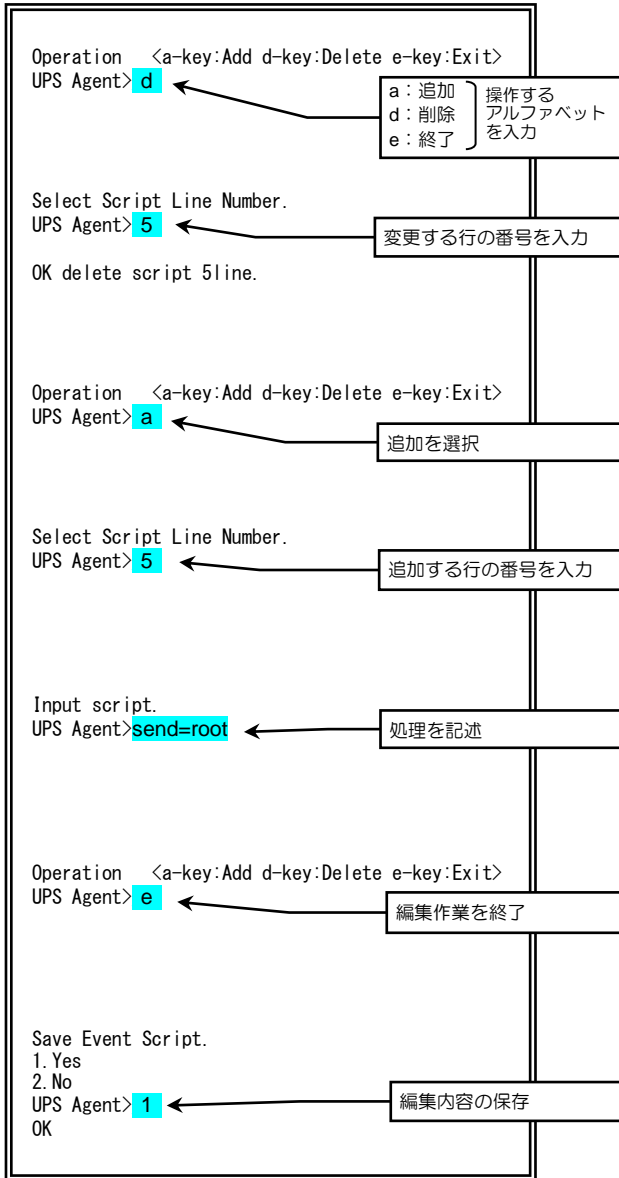 Operation <a-key:Add d-key:Delete e-key:Exit>
UPS Agent> d
a：追加
d：削除
e：終了
操作する
アルファベット
を入力
Select Script Line Number.
UPS Agent> 5
変更する行の番号を入力
OK delete script 5line.
Operation <a-key:Add d-key:Delete e-key:Exit>
UPS Agent> a
追加を選択
Select Script Line Number.
UPS Agent> 5
追加する行の番号を入力
Input script.
UPS Agent>send=root
処理を記述
Operation <a-key:Add d-key:Delete e-key:Exit>
UPS Agent> e
編集作業を終了
Save Event Script.
1.Yes
2.No
UPS Agent> 1
編集内容の保存
OK